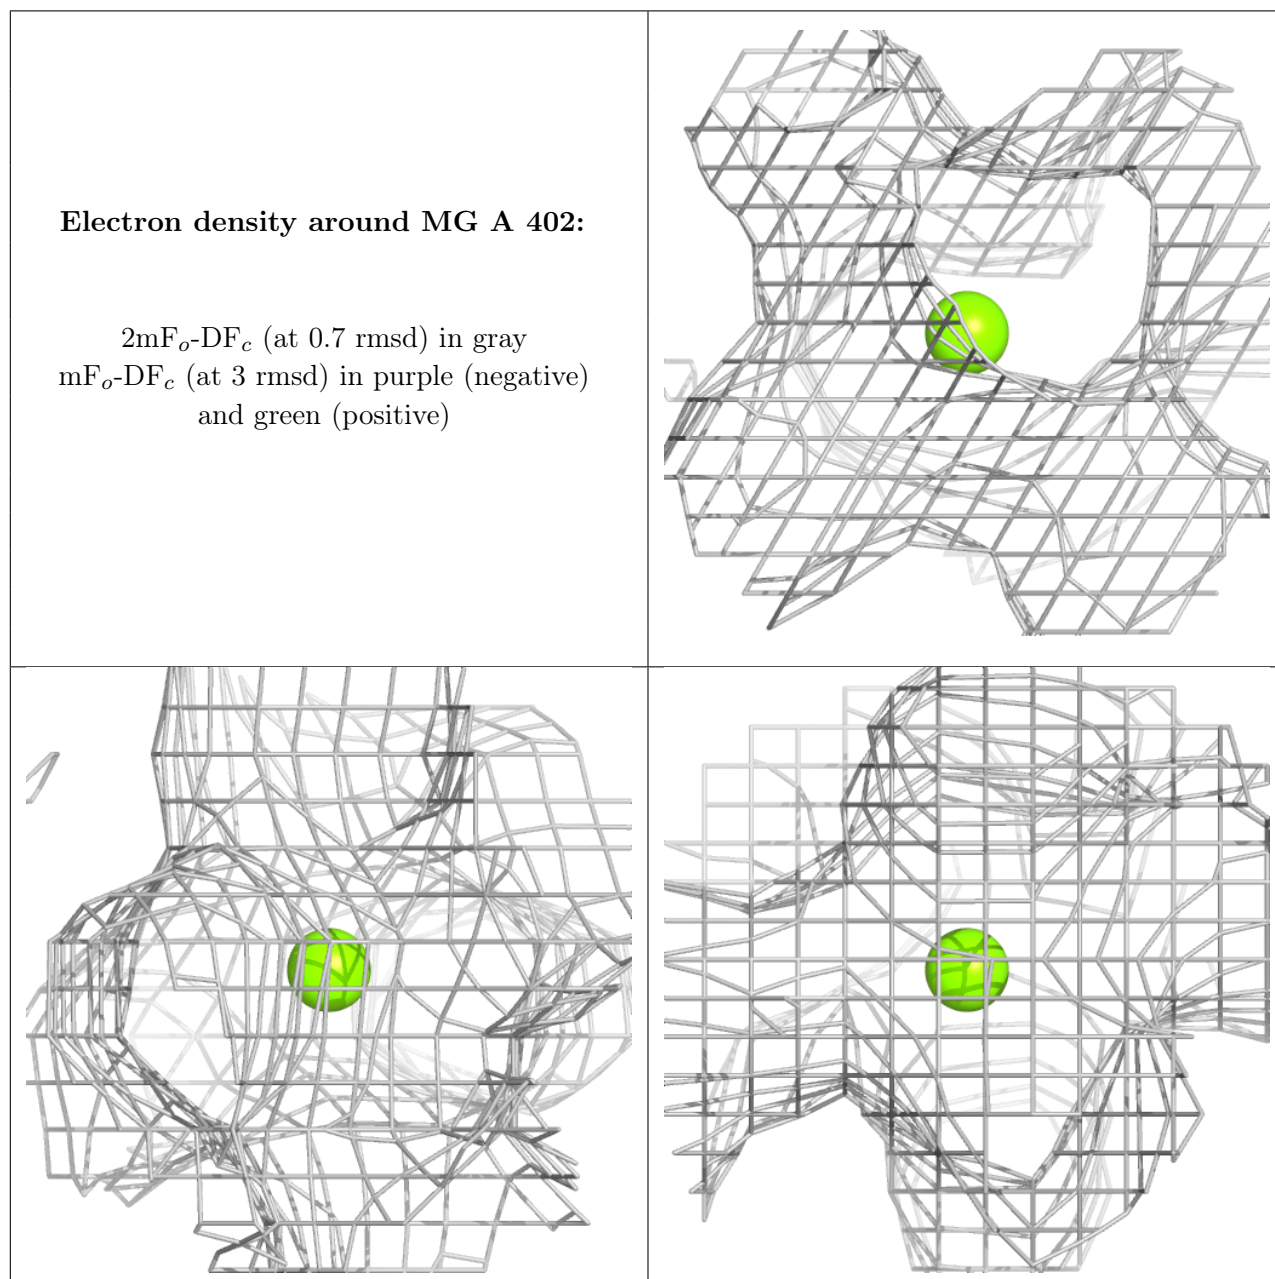 Electron density around MG A 402:
2mFo-DFc (at 0.7 rmsd) in gray
mFo-DFc (at 3 rmsd) in purple (negative)
and green (positive)